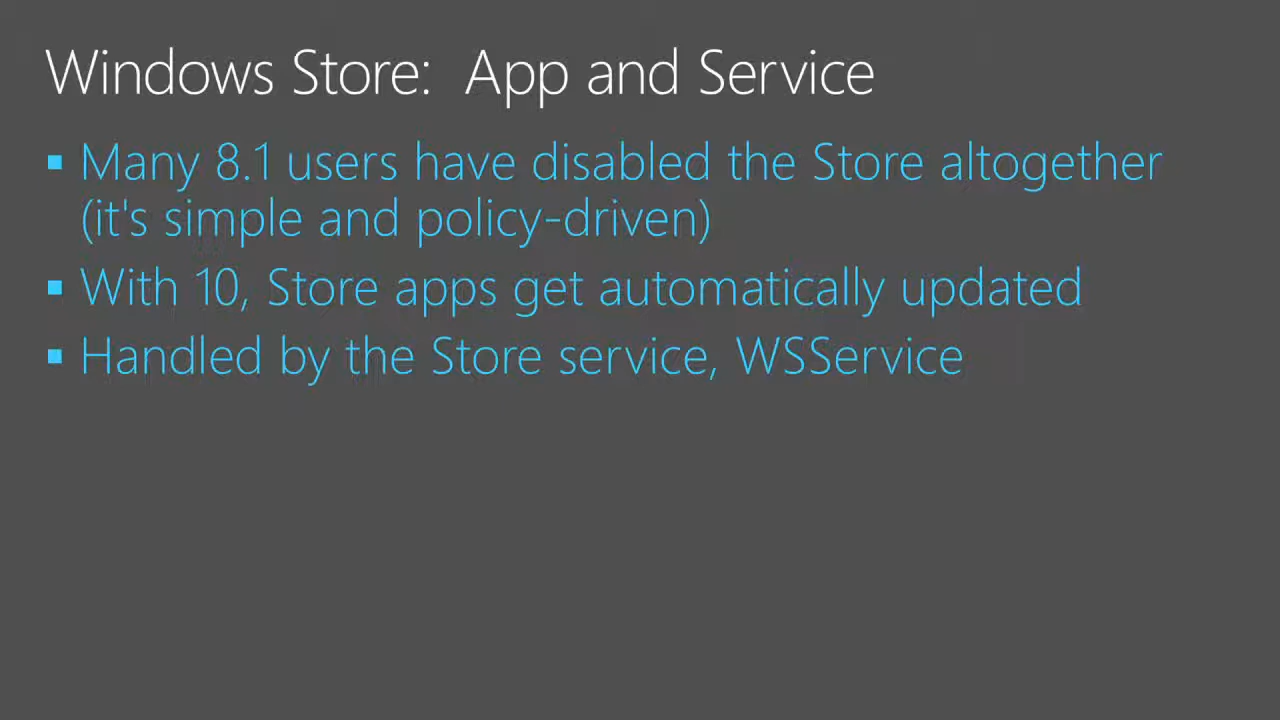 Windows Store:  App and Service
▪ Many 8.1 users have disabled the Store altogether
(it's simple and policy-driven)
▪ With 10, Store apps get automatically updated
▪ Handled by the Store service, WSService